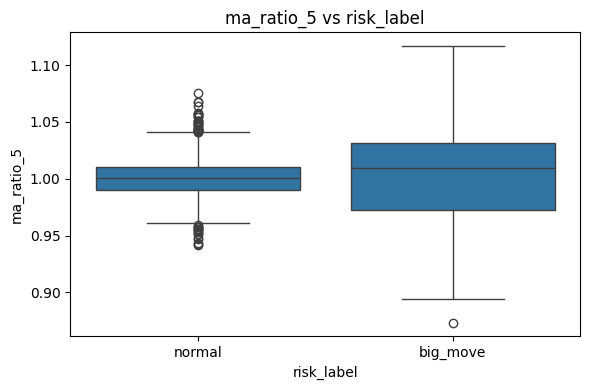 ma_ratio_5 vs risk_label
ma_ratio_5
1.10
1.05
1.00
0.95
0.90
normal
big_move
risk_label